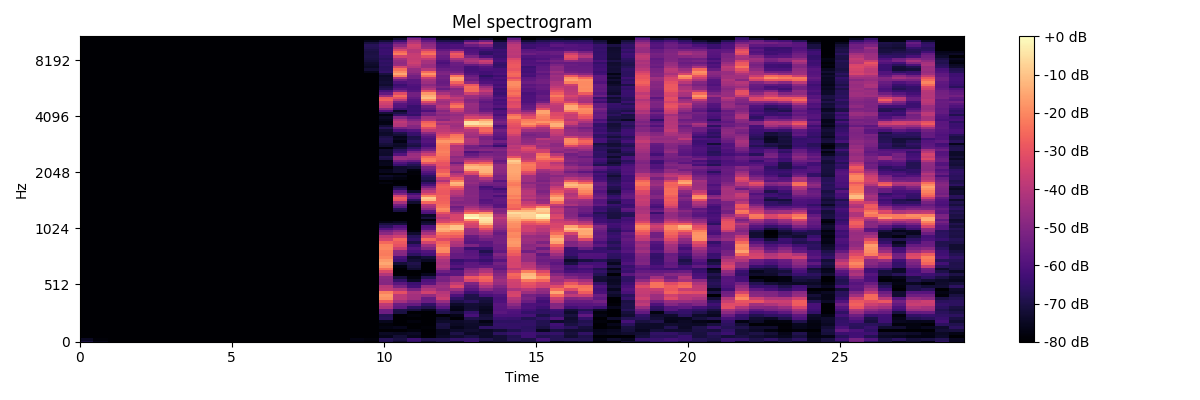 Mel spectrogram
8192
4096
2048
1024
512
0
Hz
0 5 10 15 20 25
Time
+0 dB
-10 dB
-20 dB
-30 dB
-40 dB
-50 dB
-60 dB
-70 dB
-80 dB